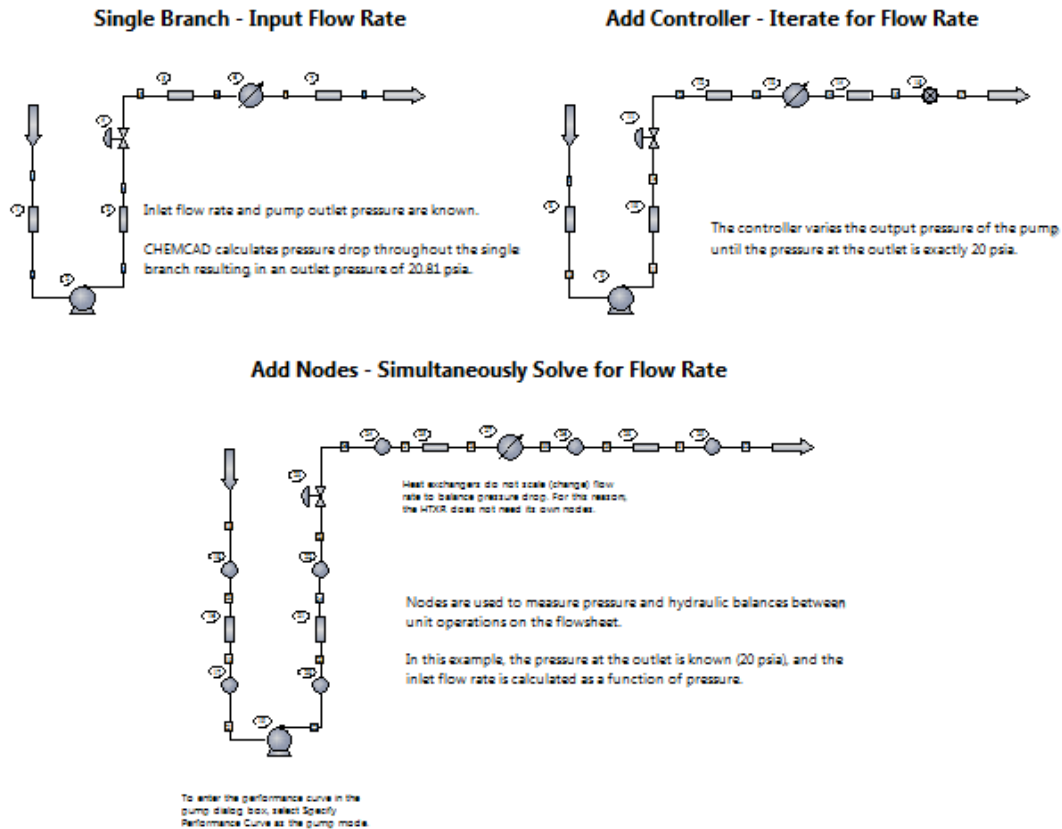 Single Branch - Input Flow Rate
Add Controller - Iterate for Flow Rate
Inlet flow rate and pump outlet pressure are known.
CHEMCAD calculates pressure drop throughout the single
branch resulting in an outlet pressure of 20.81 psia.
The controller varies the output pressure of the pump
until the pressure at the outlet is exactly 20 psia.
Add Nodes - Simultaneously Solve for Flow Rate
Heat exchangers do not scale (change) flow
rate to balance pressure drop. For this reason,
the HTXR does not need its own nodes.
Nodes are used to measure pressure and hydraulic balances between
unit operations on the flowsheet.
In this example, the pressure at the outlet is known (20 psia), and the
inlet flow rate is calculated as a function of pressure.
To enter the performance curve in the
pump dialog box, select Specify
Performance Curve as the pump mode.